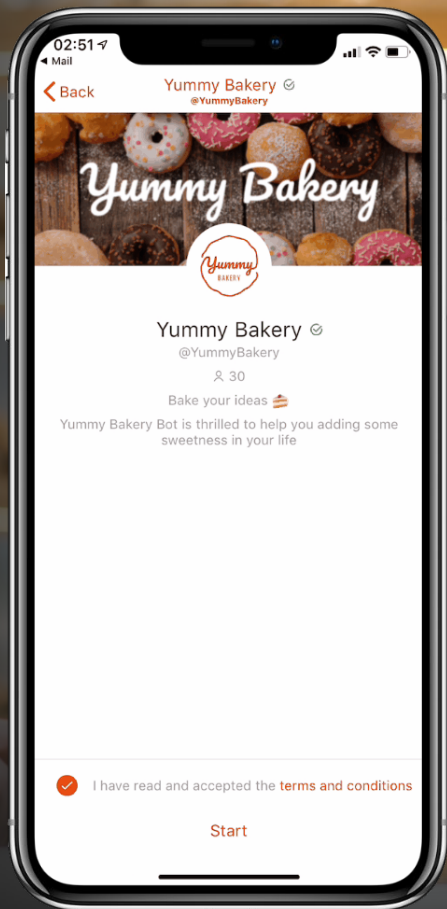 02:51
Mail
Back
Yummy Bakery
@YummyBakery
Yummy Bakery
Yummy
BAKERY
Yummy Bakery
@YummyBakery
30
Bake your ideas 🍰
Yummy Bakery Bot is thrilled to help you adding some
sweetness in your life
I have read and accepted the terms and conditions
Start